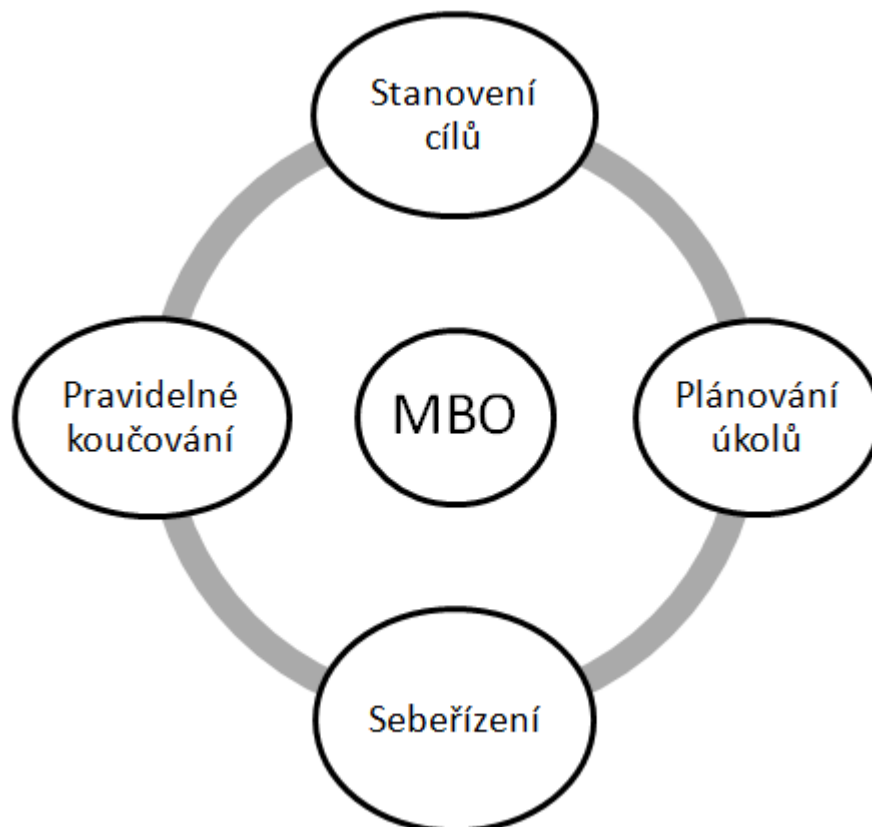 Stanovení
cílů
Pravidelné
koučování
MBO
Plánování
úkolů
Sebeřízení